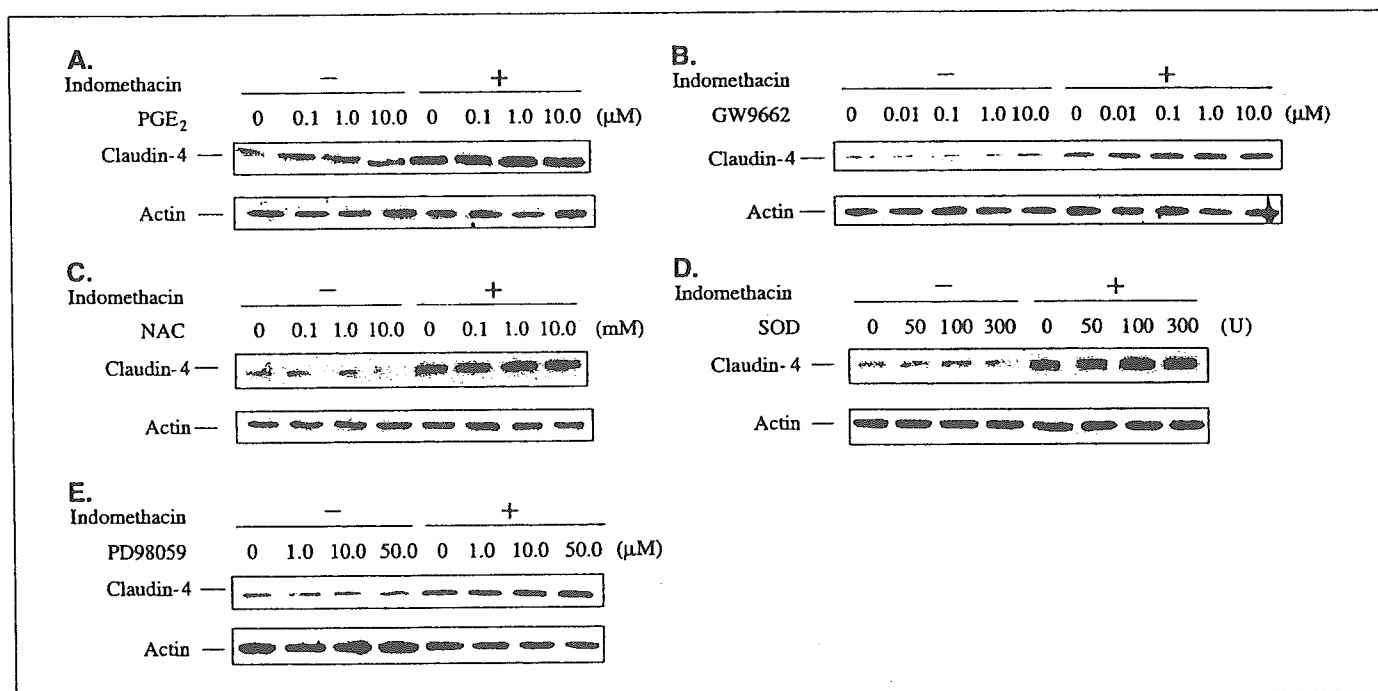 A.
Indomethacin − +
PGE2 0 0.1 1.0 10.0 0 0.1 1.0 10.0 (μM)
Claudin-4
Actin
B.
Indomethacin − +
GW9662 0 0.01 0.1 1.0 10.0 0 0.01 0.1 1.0 10.0 (μM)
Claudin-4
Actin
C.
Indomethacin − +
NAC 0 0.1 1.0 10.0 0 0.1 1.0 10.0 (mM)
Claudin-4
Actin
D.
Indomethacin − +
SOD 0 50 100 300 0 50 100 300 (U)
Claudin-4
Actin
E.
Indomethacin − +
PD98059 0 1.0 10.0 50.0 0 1.0 10.0 50.0 (μM)
Claudin-4
Actin